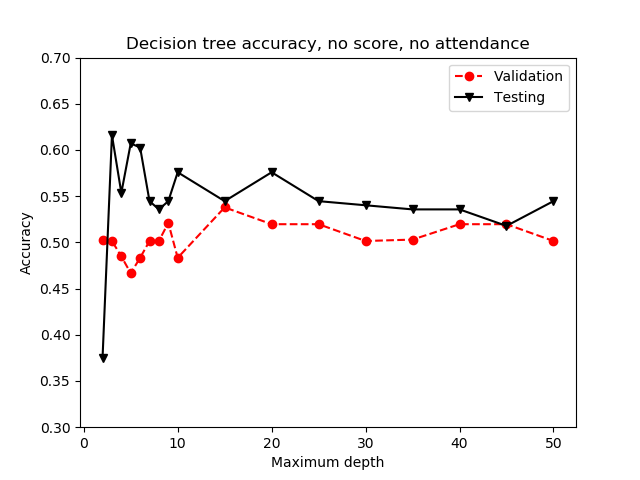 Decision tree accuracy, no score, no attendance
Validation
Testing
0.70
0.65
0.60
0.55
0.50
0.45
0.40
0.35
0.30
Accuracy
0 10 20 30 40 50
Maximum depth